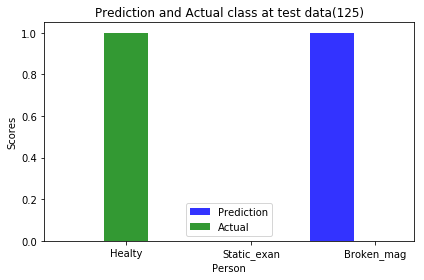 Prediction and Actual class at test data(125)
Scores
1.0
0.8
0.6
0.4
0.2
0.0
Prediction
Actual
Healty Static_exan Broken_mag
Person